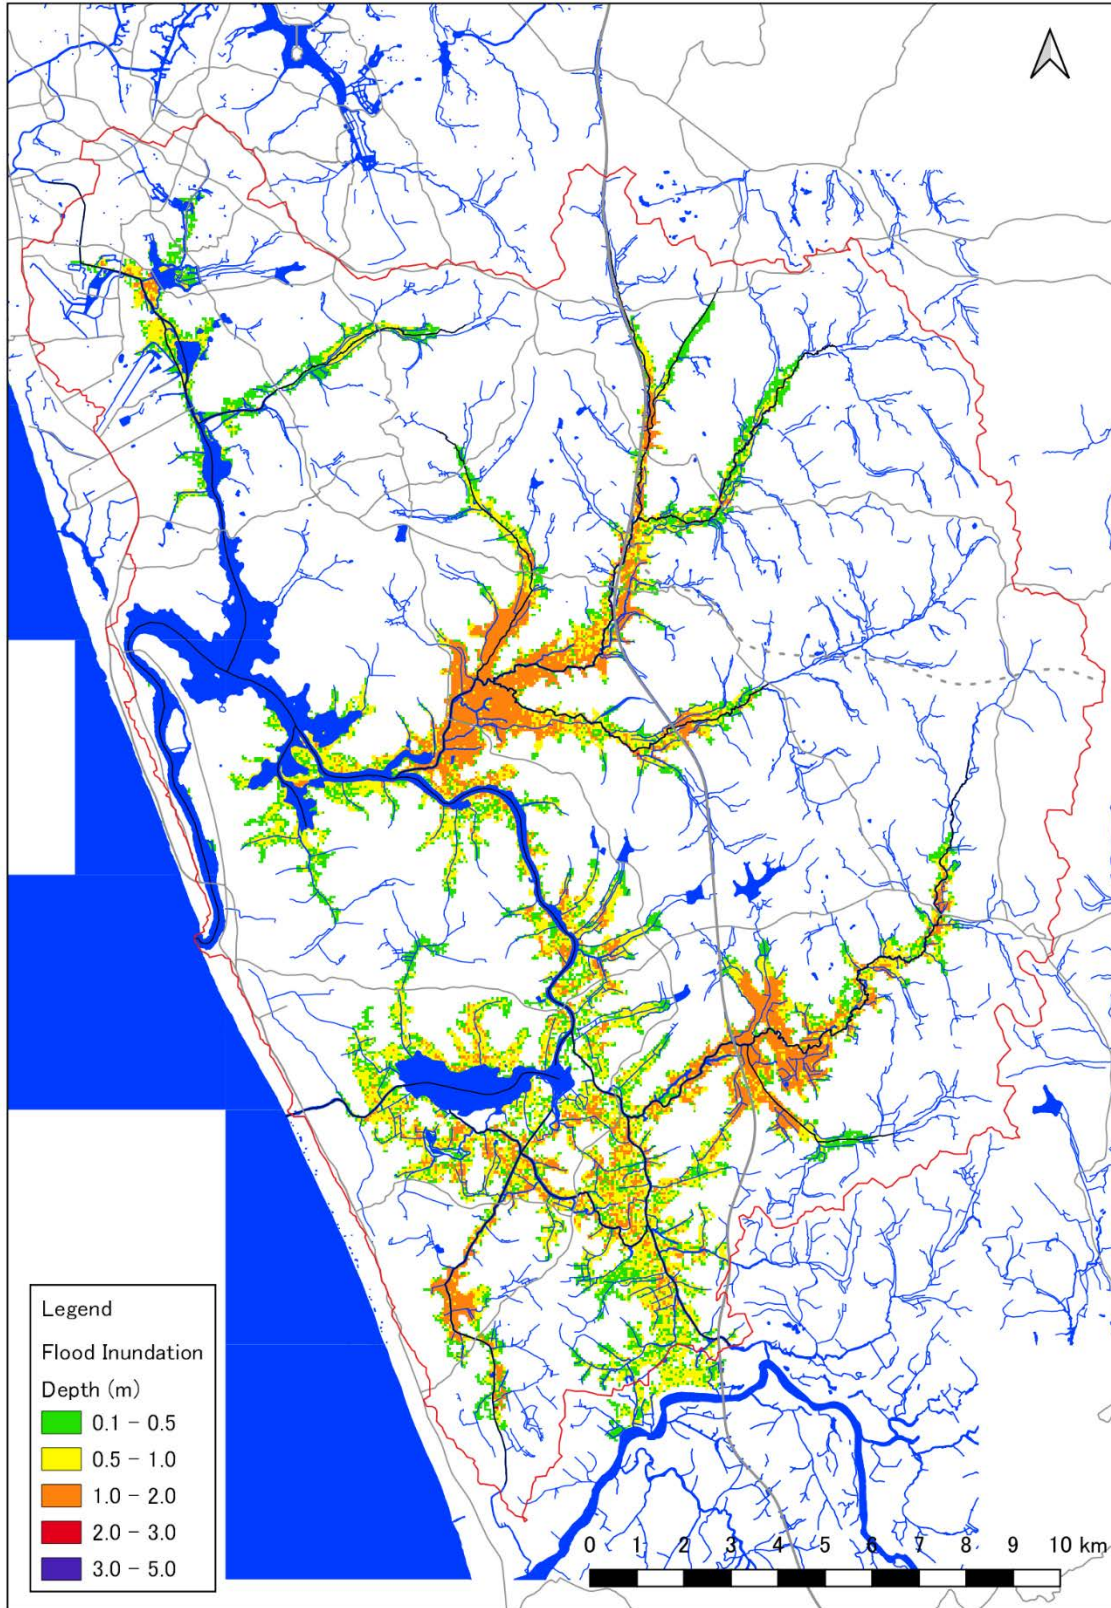 Legend
Flood Inundation
Depth (m)
0.1 − 0.5
0.5 − 1.0
1.0 − 2.0
2.0 − 3.0
3.0 − 5.0
0 1 2 3 4 5 6 7 8 9 10 km